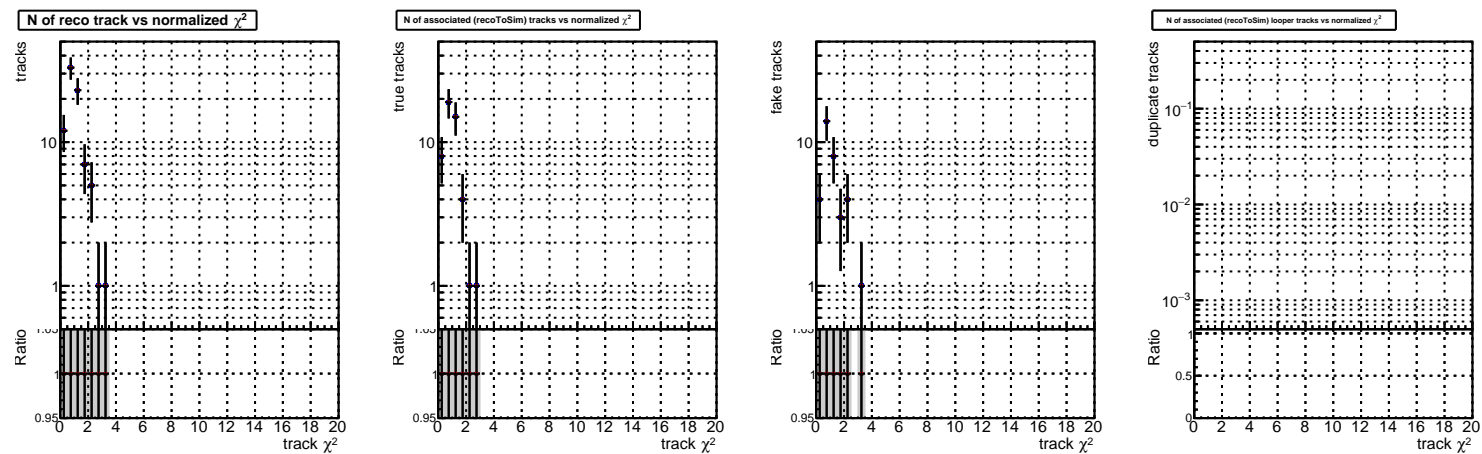 N of reco track vs normalized χ²
tracks
10
1
Ratio
1.05
1
0.95
0 2 4 6 8 10 12 14 16 18 20
track χ²
N of associated (recoToSim) tracks vs normalized χ²
true tracks
10
1
Ratio
1.05
1
0.95
0 2 4 6 8 10 12 14 16 18 20
track χ²
fake tracks
10
1
Ratio
1.05
1
0.95
0 2 4 6 8 10 12 14 16 18 20
track χ²
N of associated (recoToSim) looper tracks vs normalized χ²
duplicate tracks
10⁻¹
10⁻²
10⁻³
Ratio
1
0.5
0
0 2 4 6 8 10 12 14 16 18 20
track χ²